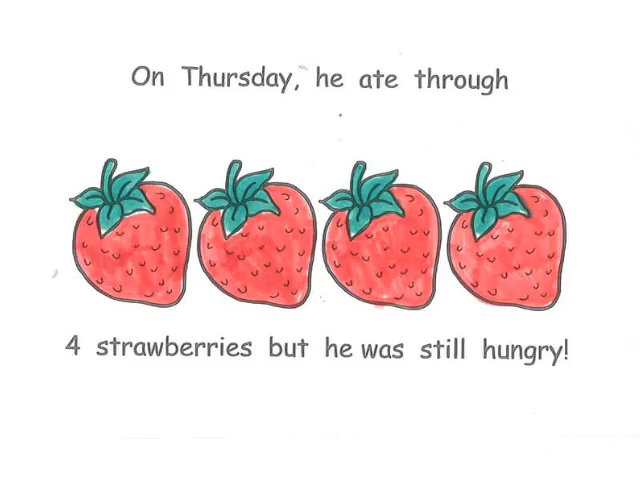 On Thursday, he ate through
4 strawberries but he was still hungry!